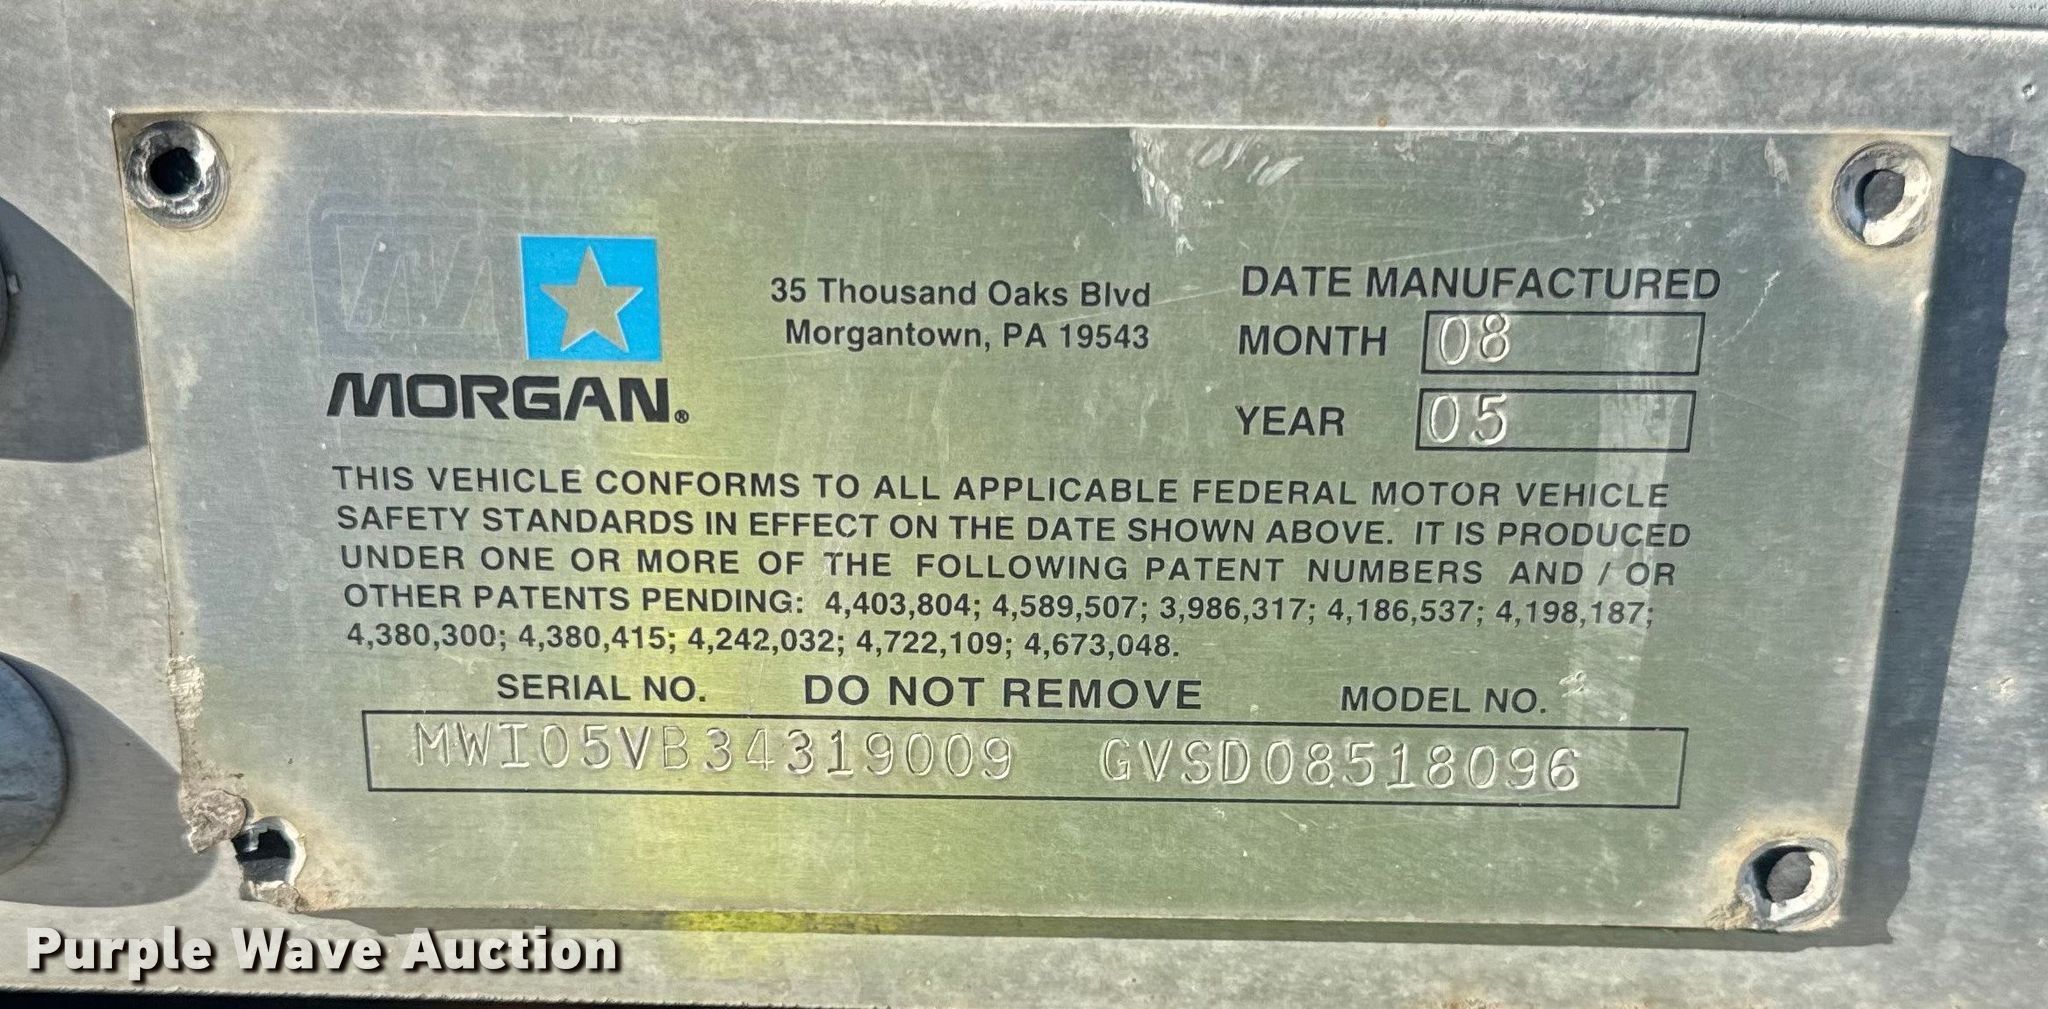 MORGAN®
35 Thousand Oaks Blvd
Morgantown, PA 19543
DATE MANUFACTURED
MONTH 08
YEAR 05
THIS VEHICLE CONFORMS TO ALL APPLICABLE FEDERAL MOTOR VEHICLE
SAFETY STANDARDS IN EFFECT ON THE DATE SHOWN ABOVE. IT IS PRODUCED
UNDER ONE OR MORE OF THE FOLLOWING PATENT NUMBERS AND / OR
OTHER PATENTS PENDING: 4,403,804; 4,589,507; 3,986,317; 4,186,537; 4,198,187;
4,380,300; 4,380,415; 4,242,032; 4,722,109; 4,673,048.
SERIAL NO. DO NOT REMOVE MODEL NO.
MWI05VB34319009 GVSD08518096
Purple Wave Auction